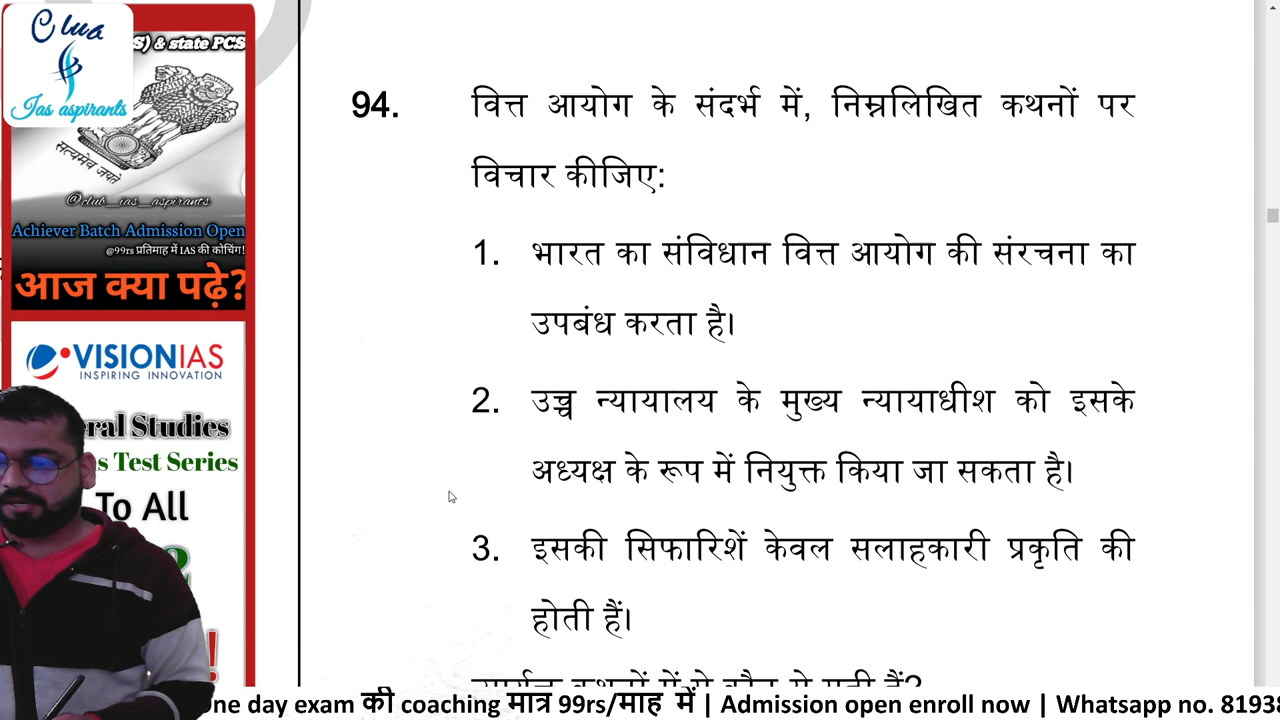 Clua
Jas aspirants
S) & state PCS
सत्यमेव जयते
@club_ias_aspirants
Achiever Batch Admission Open
@99rs प्रतिमाह में IAS की कोचिंग!
आज क्या पढ़े?
VISIONIAS
INSPIRING INNOVATION
eral Studies
s Test Series
To All
94. वित्त आयोग के संदर्भ में, निम्नलिखित कथनों पर
विचार कीजिए:
1. भारत का संविधान वित्त आयोग की संरचना का
उपबंध करता है।
2. उच्च न्यायालय के मुख्य न्यायाधीश को इसके
अध्यक्ष के रूप में नियुक्त किया जा सकता है।
3. इसकी सिफारिशें केवल सलाहकारी प्रकृति की
होती हैं।
One day exam की coaching मात्र 99rs/माह में | Admission open enroll now | Whatsapp no. 8193